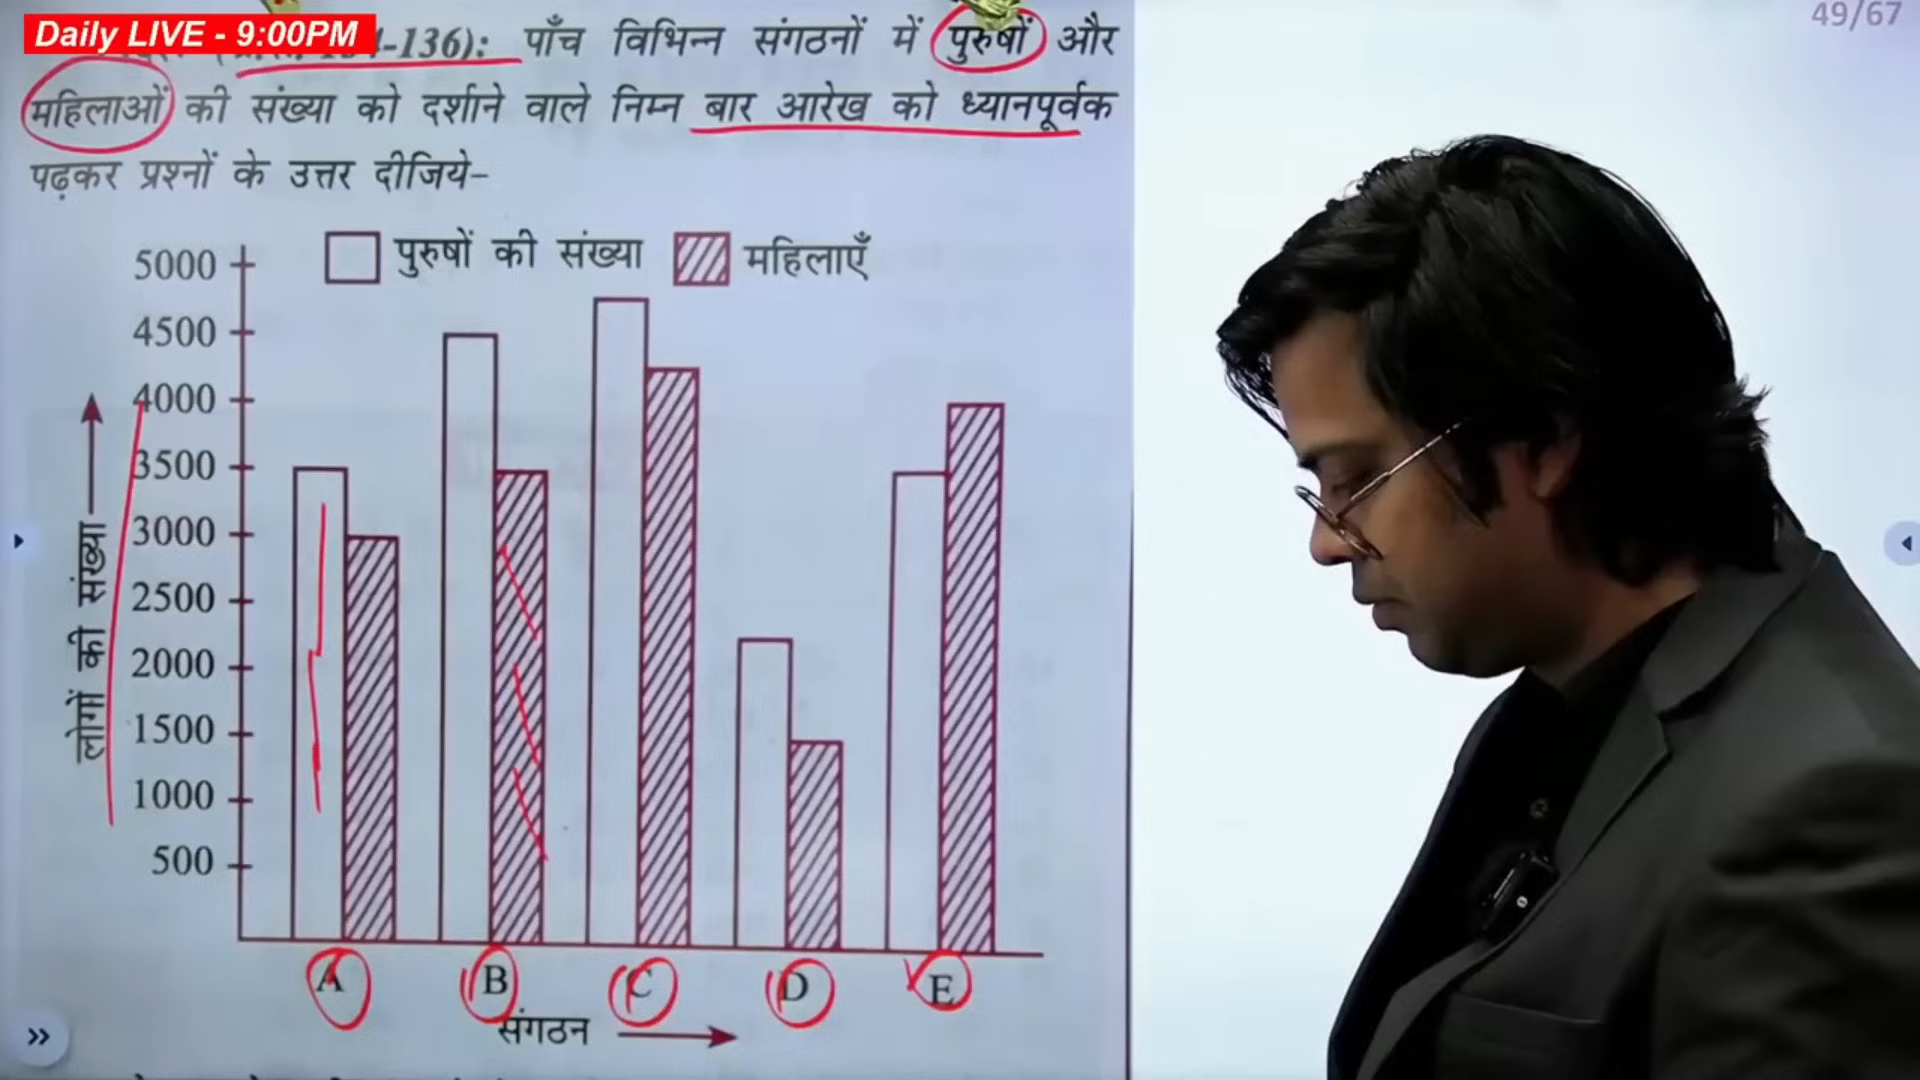 49/67
Daily LIVE - 9:00PM
-136): पाँच विभिन्न संगठनों में पुरुषों और
महिलाओं की संख्या को दर्शाने वाले निम्न बार आरेख को ध्यानपूर्वक
पढ़कर प्रश्नों के उत्तर दीजिये-
पुरुषों की संख्या महिलाएँ
5000
4500
4000
3500
3000
2500
2000
1500
1000
500
लोगों की संख्या
A B C D E
संगठन